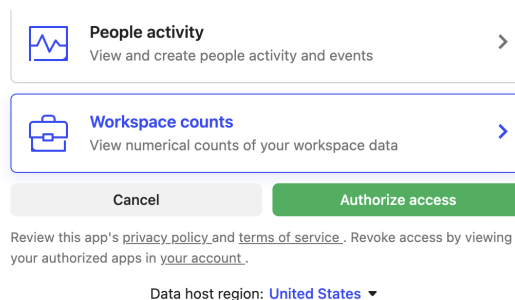 People activity
View and create people activity and events
Workspace counts
View numerical counts of your workspace data
Cancel
Authorize access
Review this app's privacy policy and terms of service . Revoke access by viewing
your authorized apps in your account .
Data host region: United States